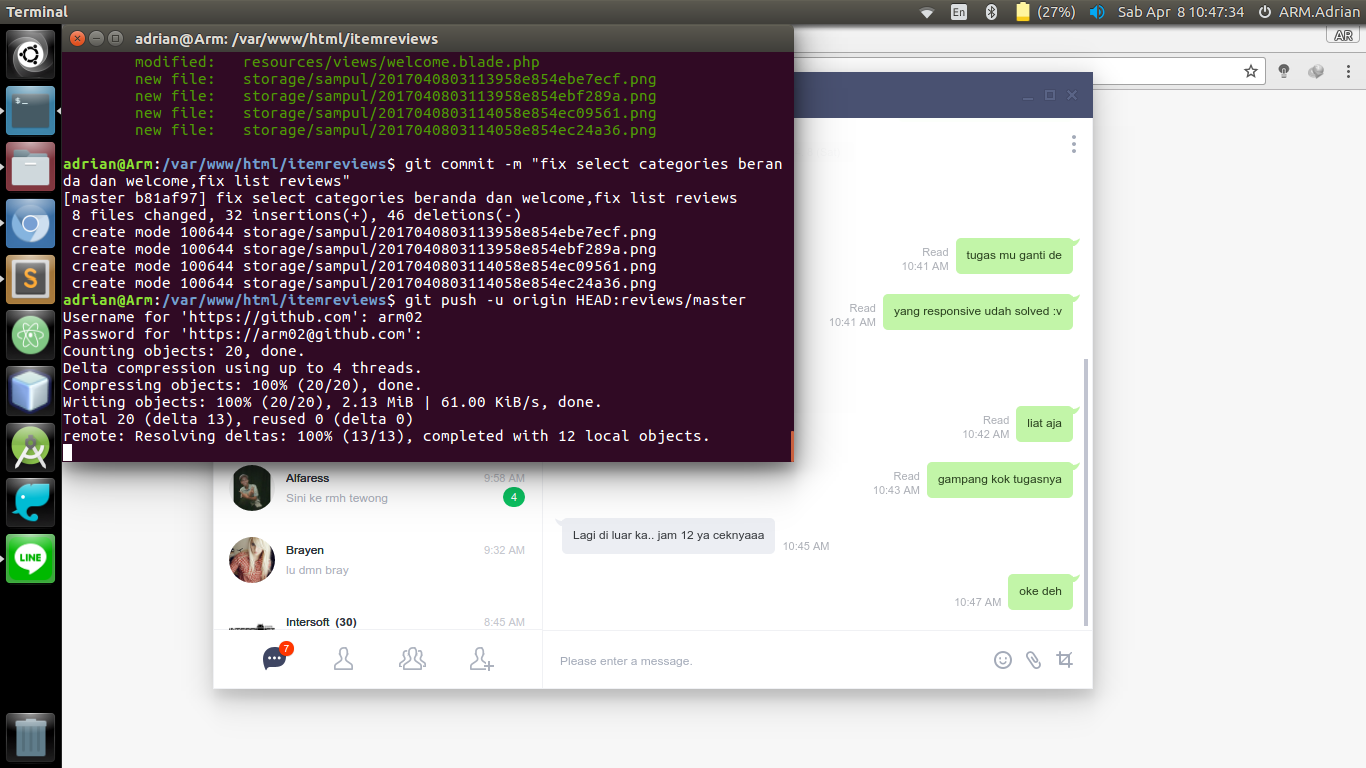 Terminal
En
(27%)
Sab Apr 8 10:47:34
ARM.Adrian
adrian@Arm: /var/www/html/itemreviews
AR
modified:   resources/views/welcome.blade.php
new file:   storage/sampul/2017040803113958e854ebe7ecf.png
new file:   storage/sampul/2017040803113958e854ebf289a.png
new file:   storage/sampul/2017040803114058e854ec09561.png
new file:   storage/sampul/2017040803114058e854ec24a36.png
adrian@Arm:/var/www/html/itemreviews$ git commit -m "fix select categories beran
da dan welcome,fix list reviews"
[master b81af97] fix select categories beranda dan welcome,fix list reviews
8 files changed, 32 insertions(+), 46 deletions(-)
create mode 100644 storage/sampul/2017040803113958e854ebe7ecf.png
create mode 100644 storage/sampul/2017040803113958e854ebf289a.png
create mode 100644 storage/sampul/2017040803114058e854ec09561.png
create mode 100644 storage/sampul/2017040803114058e854ec24a36.png
adrian@Arm:/var/www/html/itemreviews$ git push -u origin HEAD:reviews/master
Username for 'https://github.com': arm02
Password for 'https://arm02@github.com':
Counting objects: 20, done.
Delta compression using up to 4 threads.
Compressing objects: 100% (20/20), done.
Writing objects: 100% (20/20), 2.13 MiB | 61.00 KiB/s, done.
Total 20 (delta 13), reused 0 (delta 0)
remote: Resolving deltas: 100% (13/13), completed with 12 local objects.
Alfaress
9:58 AM
Sini ke rmh tewong
4
Brayen
9:32 AM
lu dmn bray
Intersoft (30)
8:45 AM
7
Read
10:41 AM
tugas mu ganti de
Read
10:41 AM
yang responsive udah solved :v
Read
10:42 AM
liat aja
Read
10:43 AM
gampang kok tugasnya
Lagi di luar ka.. jam 12 ya ceknyaaa
10:45 AM
10:47 AM
oke deh
Please enter a message.
S
LINE